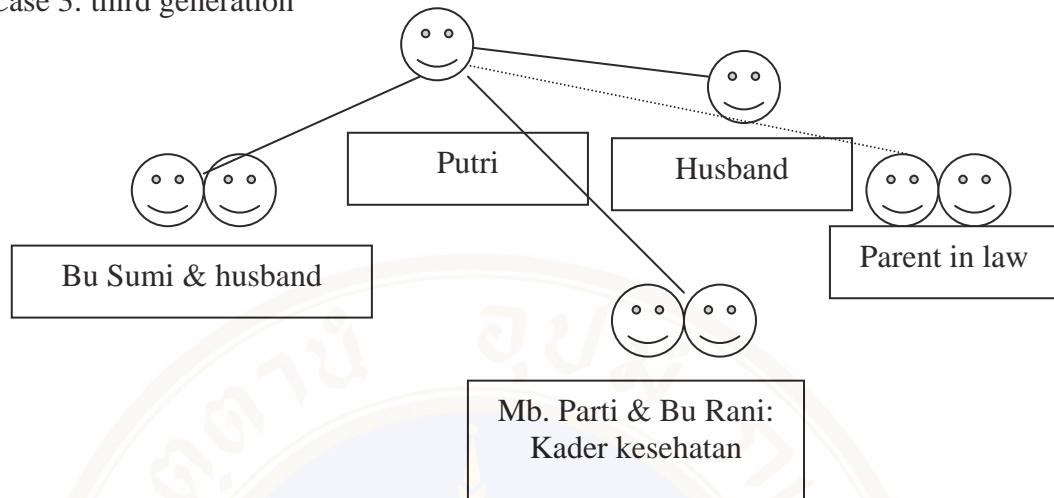 Case 3: third generation
Putri
Husband
Bu Sumi & husband
Parent in law
Mb. Parti & Bu Rani:
Kader kesehatan